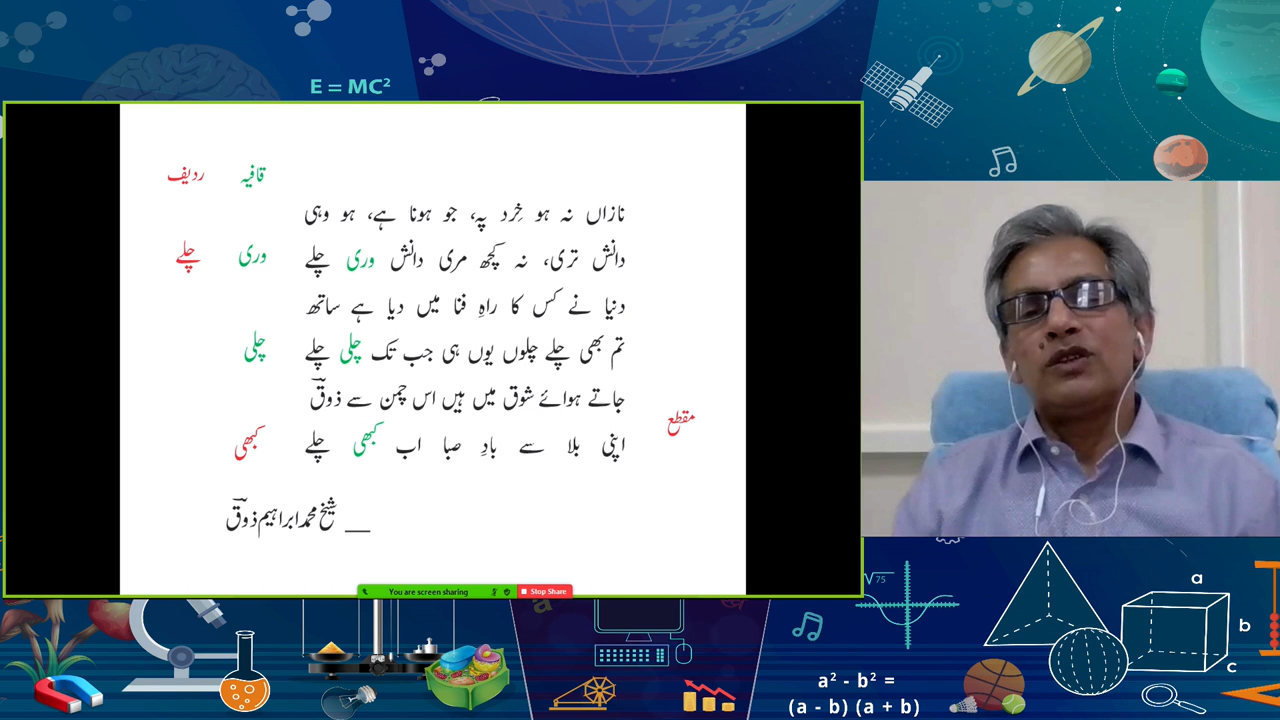 E = MC²
قافیہ ردیف
نازاں نہ ہو خِرد پہ، جو ہونا ہے، ہو وہی
دانش تری، نہ کچھ مری دانش وری چلے وری چلے
دنیا نے کس کا راہِ فنا میں دیا ہے ساتھ
تم بھی چلے چلوں یوں ہی جب تک چلی چلے چلی
جاتے ہوائے شوق میں ہیں اس چمن سے ذوقؔ
مقطع
اپنی بلا سے بادِ صبا اب کبھی چلے کبھی
__ شیخ محمد ابراہیم ذوقؔ
You are screen sharing Stop Share
√75
a
b
c
a
a² - b² =
(a - b) (a + b)